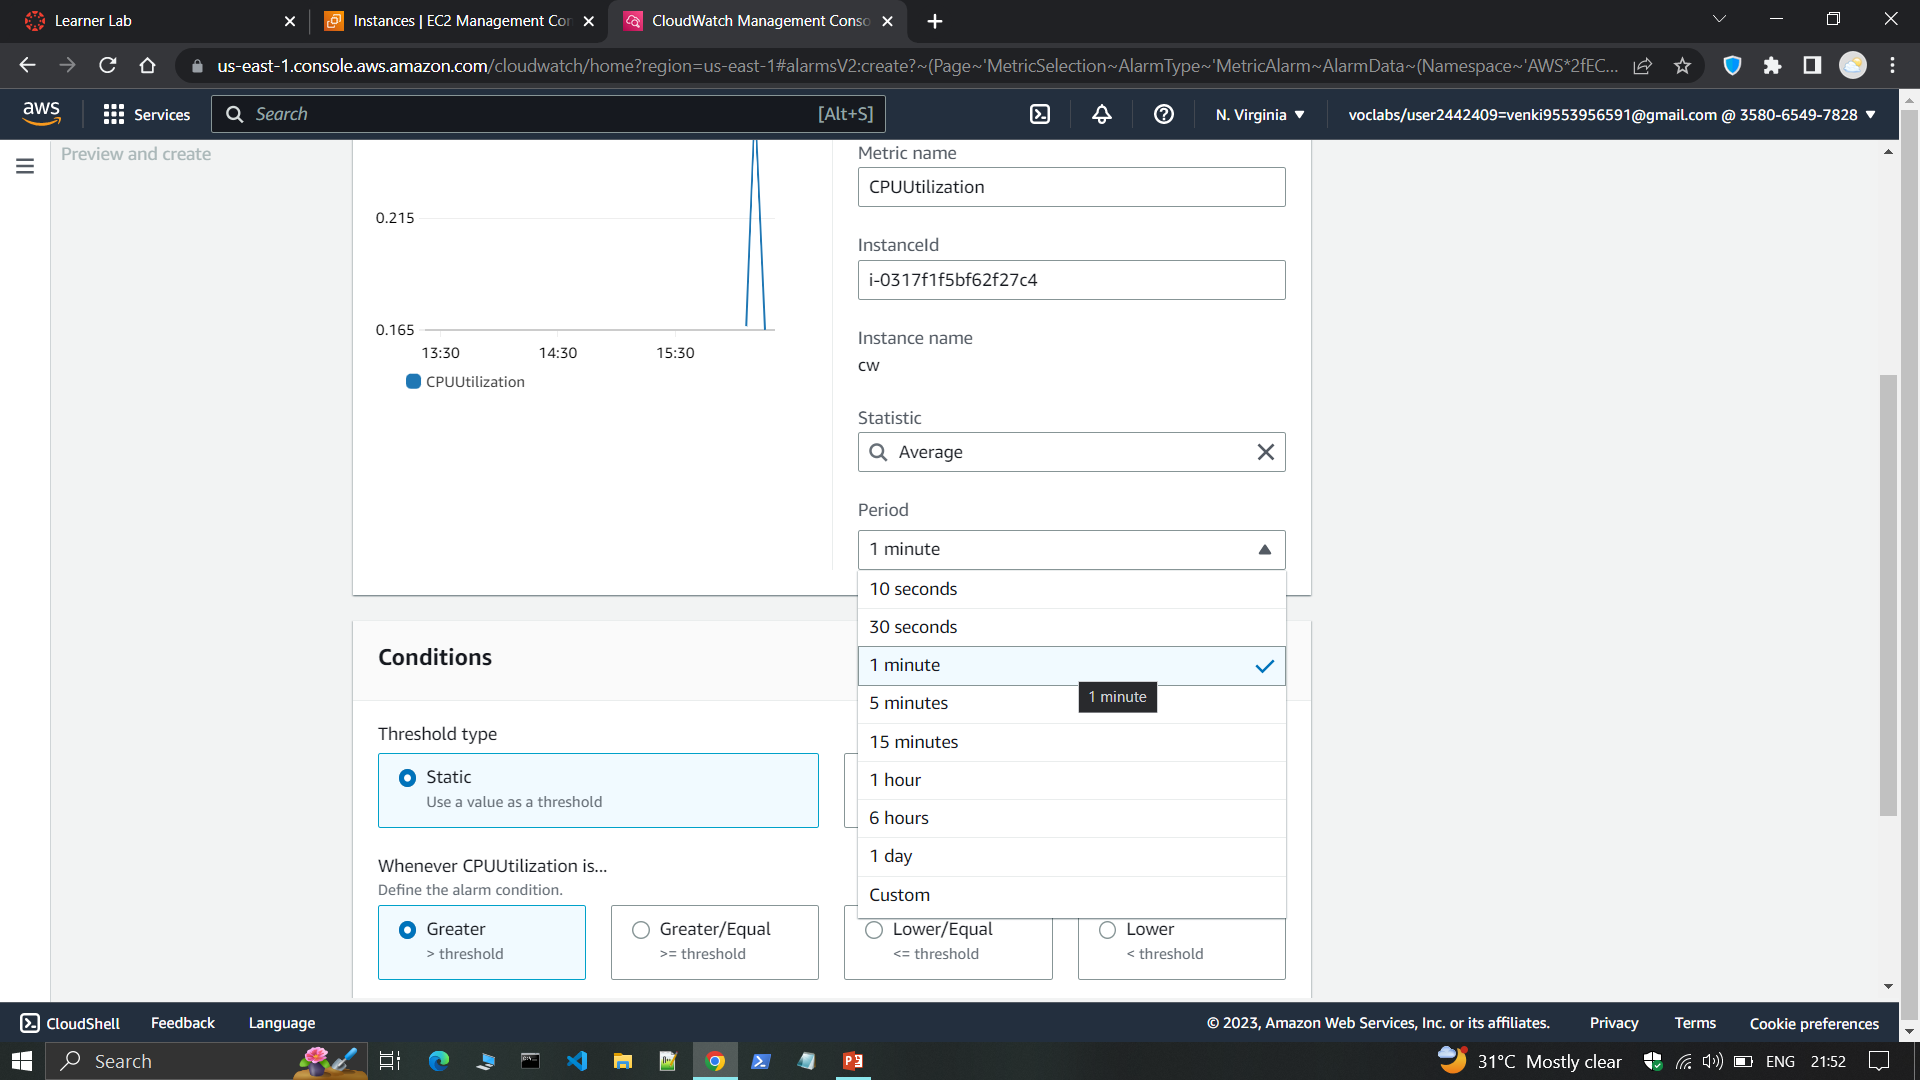 Learner Lab
Instances | EC2 Management Con
CloudWatch Management Conso
us-east-1.console.aws.amazon.com/cloudwatch/home?region=us-east-1#alarmsV2:create?~(Page~'MetricSelection~AlarmType~'MetricAlarm~AlarmData~(Namespace~'AWS*2fEC...
aws
Services
Search
[Alt+S]
N. Virginia
voclabs/user2442409=venki9553956591@gmail.com @ 3580-6549-7828
Preview and create
0.215
0.165
13:30 14:30 15:30
CPUUtilization
Metric name
CPUUtilization
InstanceId
i-0317f1f5bf62f27c4
Instance name
cw
Statistic
Average
Period
1 minute
10 seconds
30 seconds
1 minute
1 minute
5 minutes
15 minutes
1 hour
6 hours
1 day
Custom
Conditions
Threshold type
Static
Use a value as a threshold
Whenever CPUUtilization is...
Define the alarm condition.
Greater
> threshold
Greater/Equal
>= threshold
Lower/Equal
<= threshold
Lower
< threshold
CloudShell
Feedback
Language
© 2023, Amazon Web Services, Inc. or its affiliates.
Privacy
Terms
Cookie preferences
Search
31°C Mostly clear
ENG
21:52